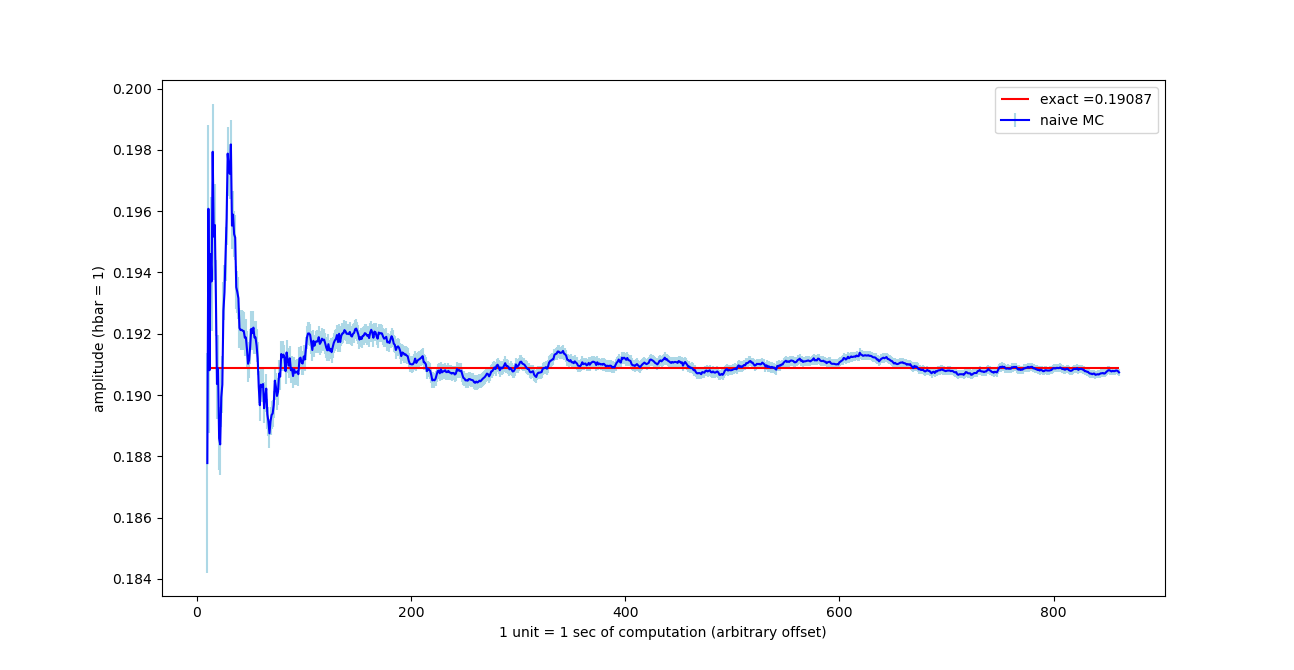 exact =0.19087
naive MC
0.200
0.198
0.196
0.194
0.192
0.190
0.188
0.186
0.184
amplitude (hbar = 1)
0 200 400 600 800
1 unit = 1 sec of computation (arbitrary offset)